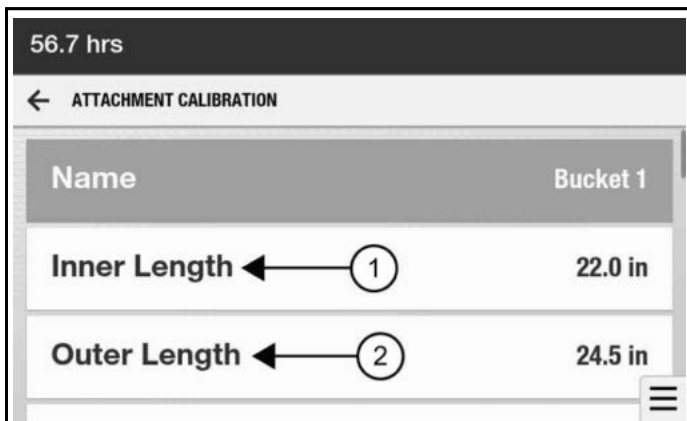 56.7 hrs
ATTACHMENT CALIBRATION
Name Bucket 1
Inner Length 1 22.0 in
Outer Length 2 24.5 in